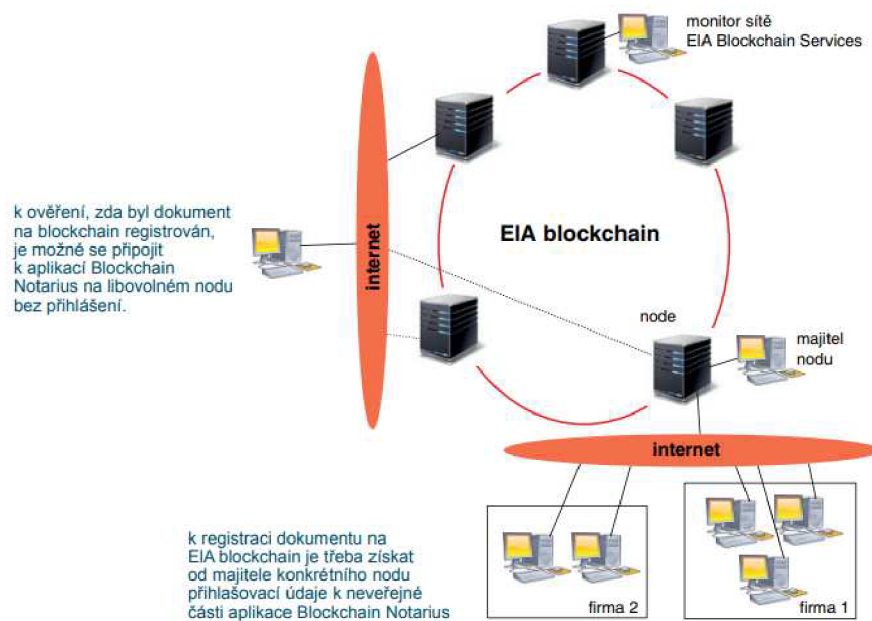 monitor sítě
EIA Blockchain Services
k ověření, zda byl dokument
na blockchain registrován,
je možné se připojit
k aplikací Blockchain
Notarius na libovolném nodu
bez přihlášení.
internet
EIA blockchain
node
majitel
nodu
internet
k registraci dokumentu na
EIA blockchain je třeba získat
od majitele konkrétního nodu
přihlašovací údaje k neveřejné
části aplikace Blockchain Notarius
firma 2
firma 1